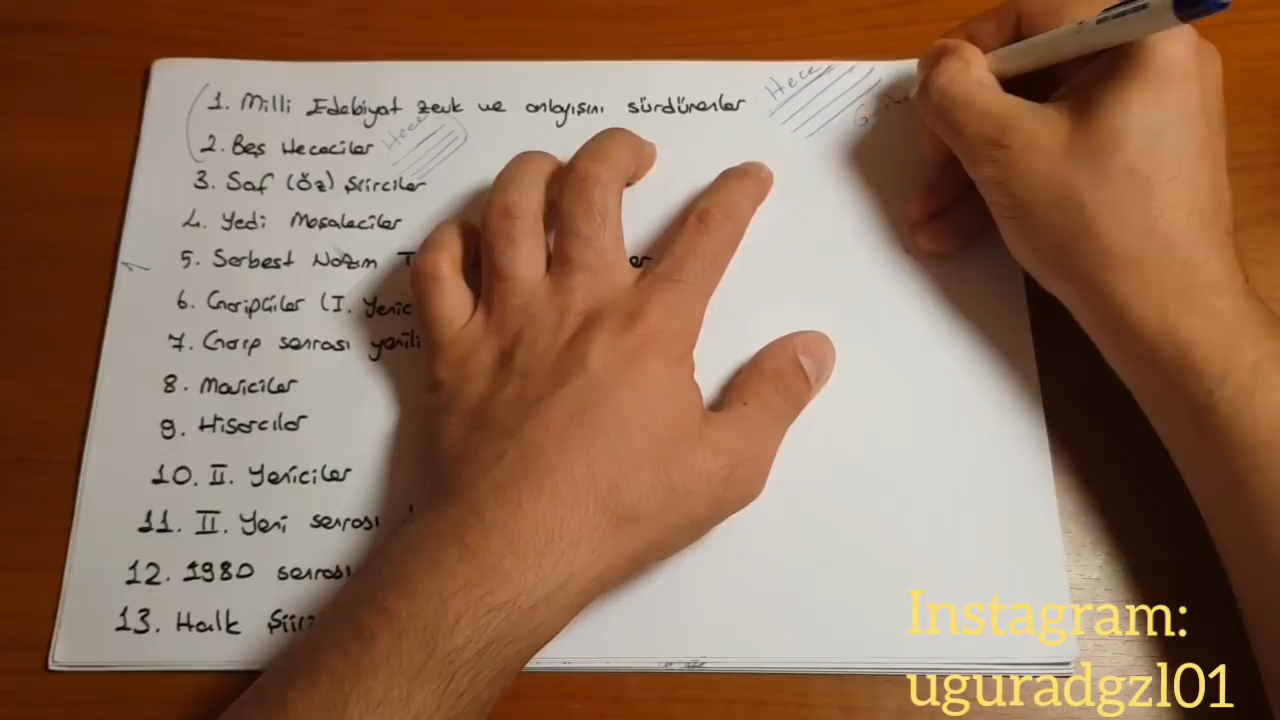 1. Milli Edebiyat zevk ve anlayışını sürdürenler
Hece
2. Beş Hececiler
Hece
3. Saf (Öz) Şiirciler
4. Yedi Meşaleciler
5. Serbest Nazım T
6. Garipçiler (I. Yenic
7. Garip sonrası yenili
8. Maviciler
9. Hisarcılar
10. II. Yeniciler
11. II. Yeni sonrası
12. 1980 sonrası
13. Halk Şiir
Instagram:
uguradgzl01